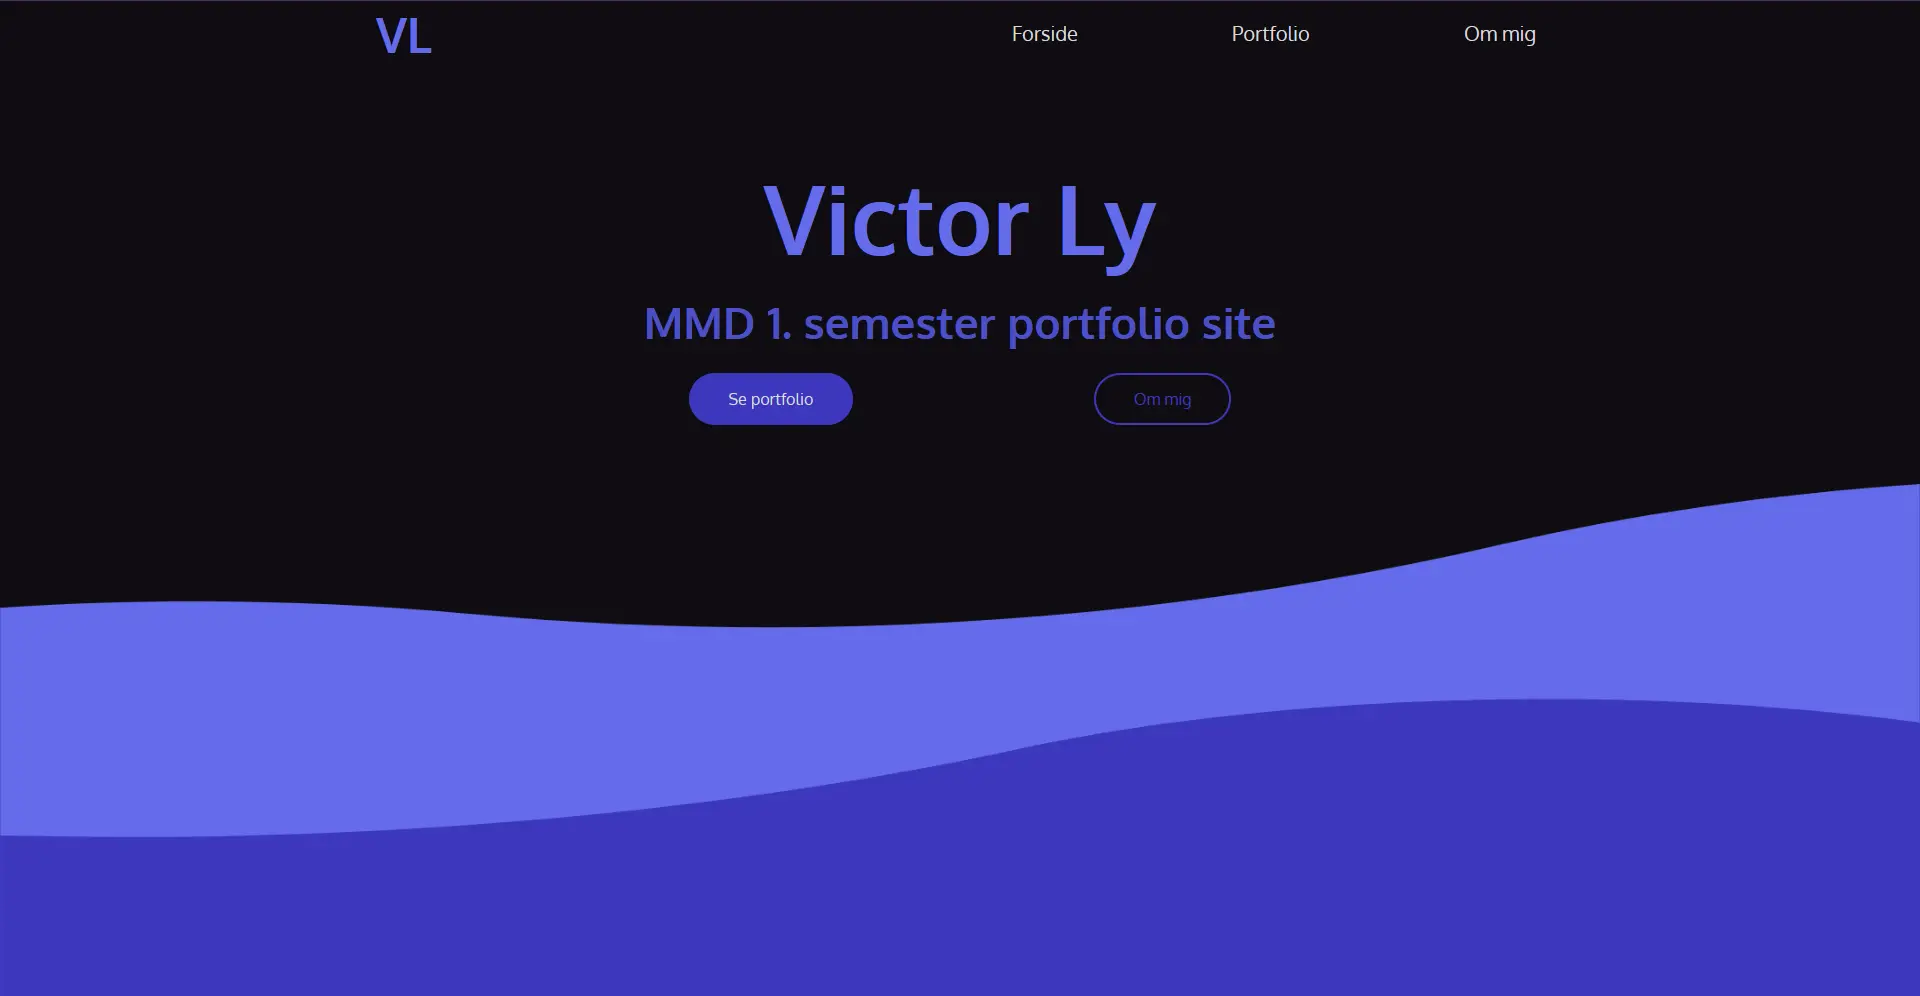 VL
Forside Portfolio Om mig
Victor Ly
MMD 1. semester portfolio site
Se portfolio Om mig